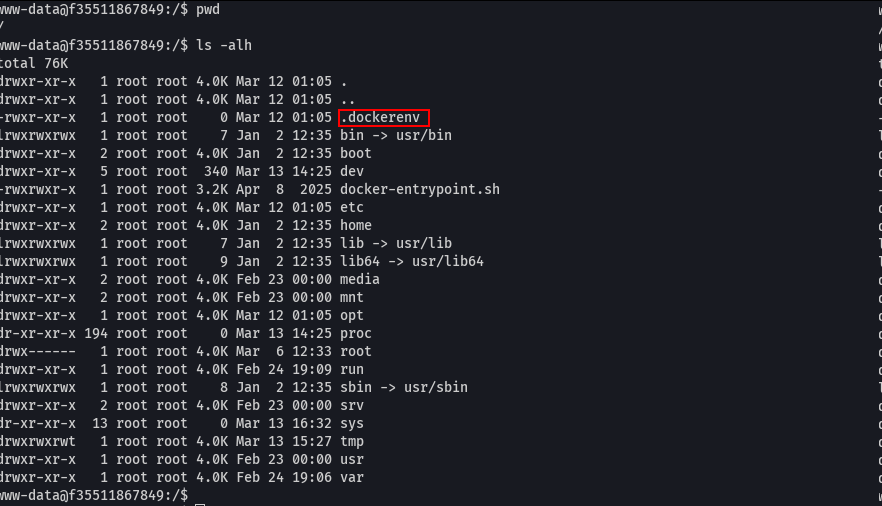 www-data@f35511867849:/$ pwd
/
www-data@f35511867849:/$ ls -alh
total 76K
drwxr-xr-x   1 root root 4.0K Mar 12 01:05 .
drwxr-xr-x   1 root root 4.0K Mar 12 01:05 ..
-rwxr-xr-x   1 root root    0 Mar 12 01:05 .dockerenv
lrwxrwxrwx   1 root root    7 Jan  2 12:35 bin -> usr/bin
drwxr-xr-x   2 root root 4.0K Jan  2 12:35 boot
drwxr-xr-x   5 root root  340 Mar 13 14:25 dev
-rwxrwxr-x   1 root root 3.2K Apr  8  2025 docker-entrypoint.sh
drwxr-xr-x   1 root root 4.0K Mar 12 01:05 etc
drwxr-xr-x   2 root root 4.0K Jan  2 12:35 home
lrwxrwxrwx   1 root root    7 Jan  2 12:35 lib -> usr/lib
lrwxrwxrwx   1 root root    9 Jan  2 12:35 lib64 -> usr/lib64
drwxr-xr-x   2 root root 4.0K Feb 23 00:00 media
drwxr-xr-x   2 root root 4.0K Feb 23 00:00 mnt
drwxr-xr-x   1 root root 4.0K Mar 12 01:05 opt
dr-xr-xr-x 194 root root    0 Mar 13 14:25 proc
drwx------   1 root root 4.0K Mar  6 12:33 root
drwxr-xr-x   1 root root 4.0K Feb 24 19:09 run
lrwxrwxrwx   1 root root    8 Jan  2 12:35 sbin -> usr/sbin
drwxr-xr-x   2 root root 4.0K Feb 23 00:00 srv
dr-xr-xr-x  13 root root    0 Mar 13 16:32 sys
drwxrwxrwt   1 root root 4.0K Mar 13 15:27 tmp
drwxr-xr-x   1 root root 4.0K Feb 23 00:00 usr
drwxr-xr-x   1 root root 4.0K Feb 24 19:06 var
www-data@f35511867849:/$